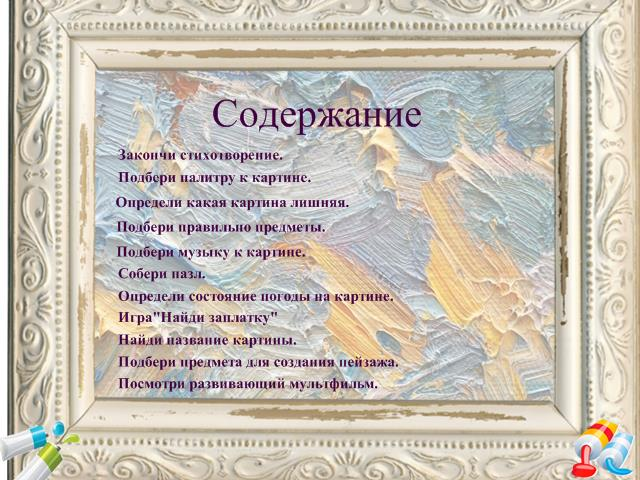 Содержание
Закончи стихотворение.
Подбери палитру к картине.
Определи какая картина лишняя.
Подбери правильно предметы.
Подбери музыку к картине.
Собери пазл.
Определи состояние погоды на картине.
Игра"Найди заплатку"
Найди название картины.
Подбери предмета для создания пейзажа.
Посмотри развивающий мультфильм.